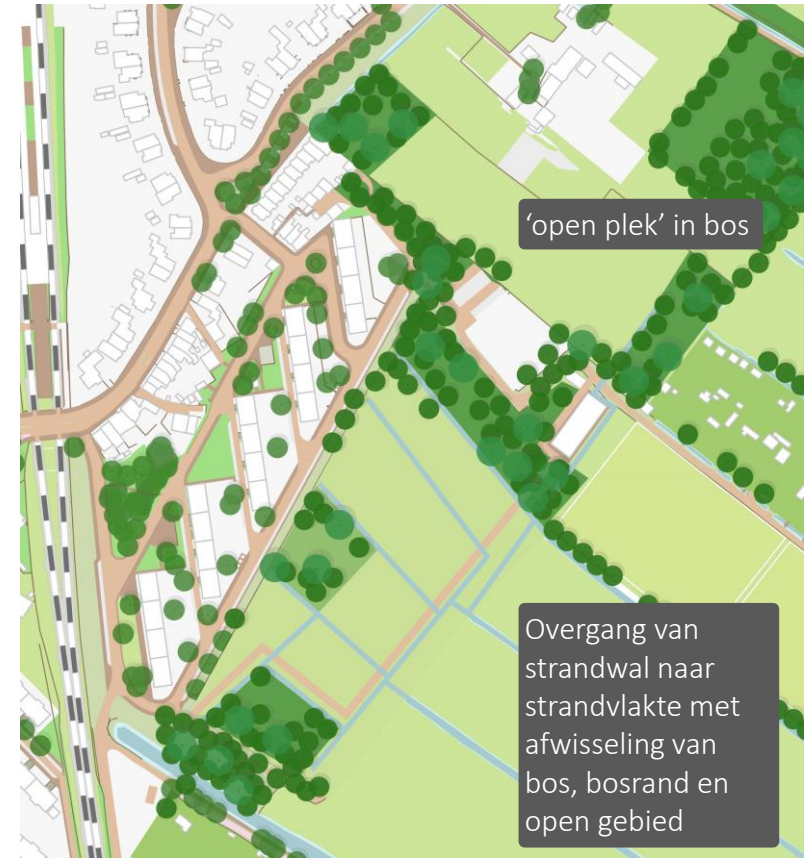 ‘open plek’ in bos
Overgang van
strandwal naar
strandvlakte met
afwisseling van
bos, bosrand en
open gebied